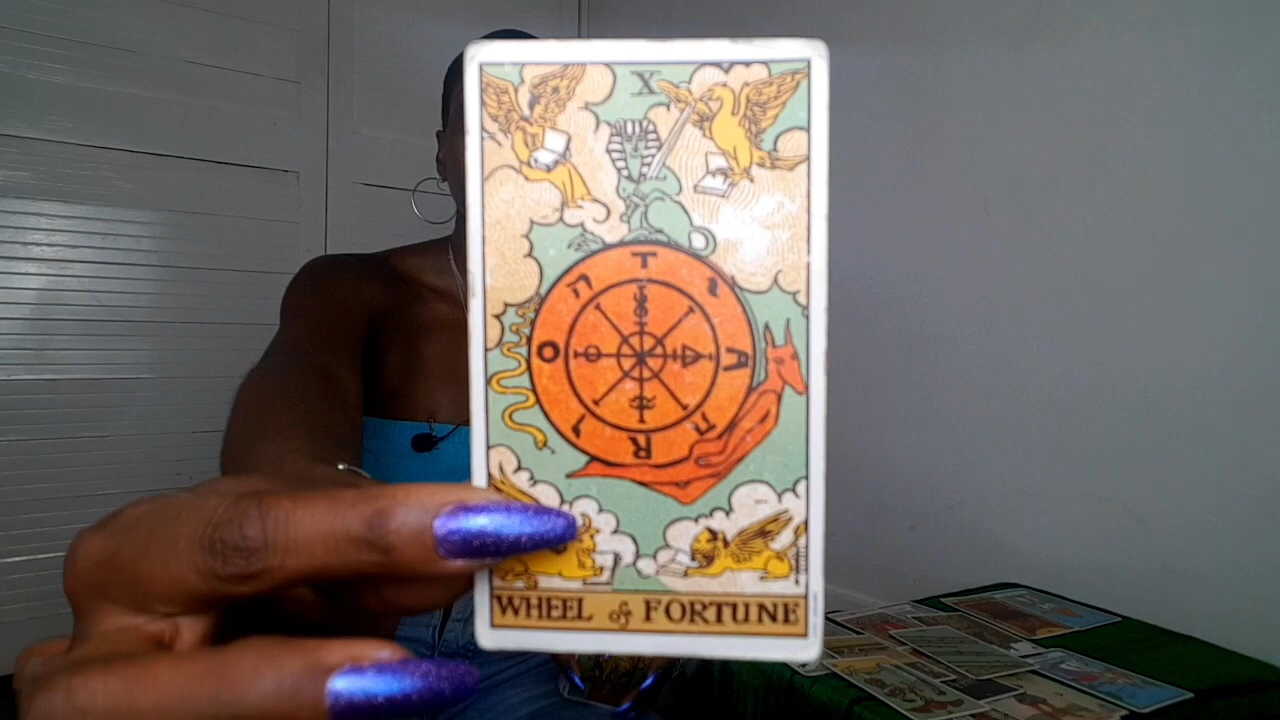 X
T
ה ו
O A
י ה
R
WHEEL of FORTUNE